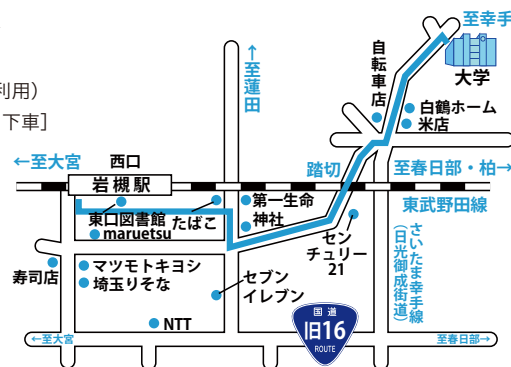 利用）
下車］
至幸手
大学
自転車店
白鶴ホーム
米店
↑至蓮田
←至大宮
西口
岩槻駅
踏切
至春日部・柏→
東武野田線
第一生命
神社
東口図書館
たばこ
maruetsu
センチュリー
21
さいたま幸手線
（日光御成街道）
寿司店
マツモトキヨシ
埼玉りそな
セブン
イレブン
NTT
国道
旧16
ROUTE
←至大宮
至春日部→